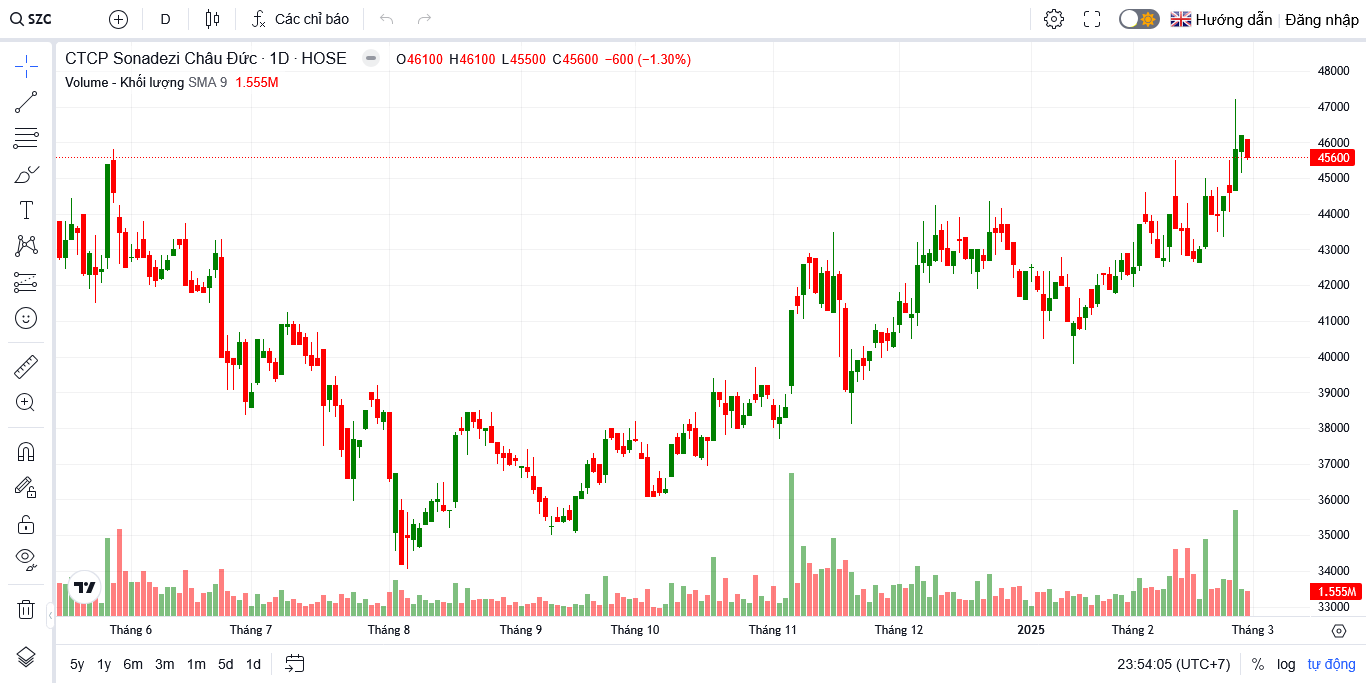 SZC D Các chỉ báo Hướng dẫn Đăng nhập
CTCP Sonadezi Châu Đức · 1D · HOSE O46100 H46100 L45500 C45600 −600 (−1.30%)
Volume - Khối lượng SMA 9 1.555M
48000
47000
46000
45600
45000
44000
43000
42000
41000
40000
39000
38000
37000
36000
35000
34000
1.555M
33000
Tháng 6 Tháng 7 Tháng 8 Tháng 9 Tháng 10 Tháng 11 Tháng 12 2025 Tháng 2 Tháng 3
5y 1y 6m 3m 1m 5d 1d 23:54:05 (UTC+7) % log tự động